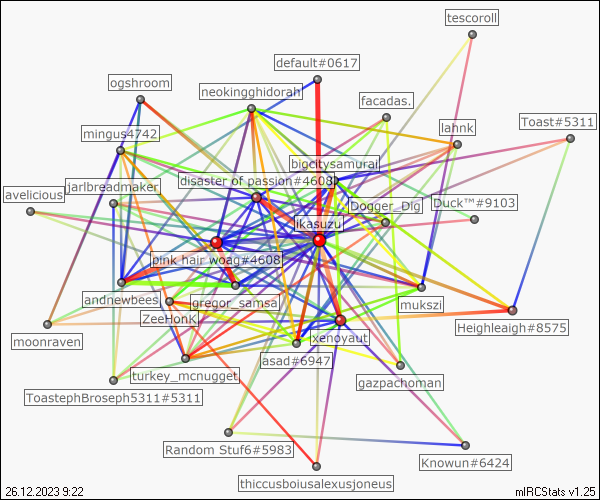 tescoroll
default#0617
ogshroom
neokingghidorah
facadas.
Toast#5311
mingus4742
lahnk
bigcitysamurai
disaster of passion#4608
jarlbreadmaker
avelicious
Dogger_Dig
Duck™#9103
ikasuzu
pink hair woag#4608
andnewbees
gregor_samsa
mukszi
ZeeHonk
Heighleaigh#8575
moonraven
xenoyaut
asad#6947
turkey_mcnugget
gazpachoman
ToastephBroseph5311#5311
Random Stuf6#5983
Knowun#6424
thiccusboiusalexusjoneus
26.12.2023 9:22
mIRCStats v1.25